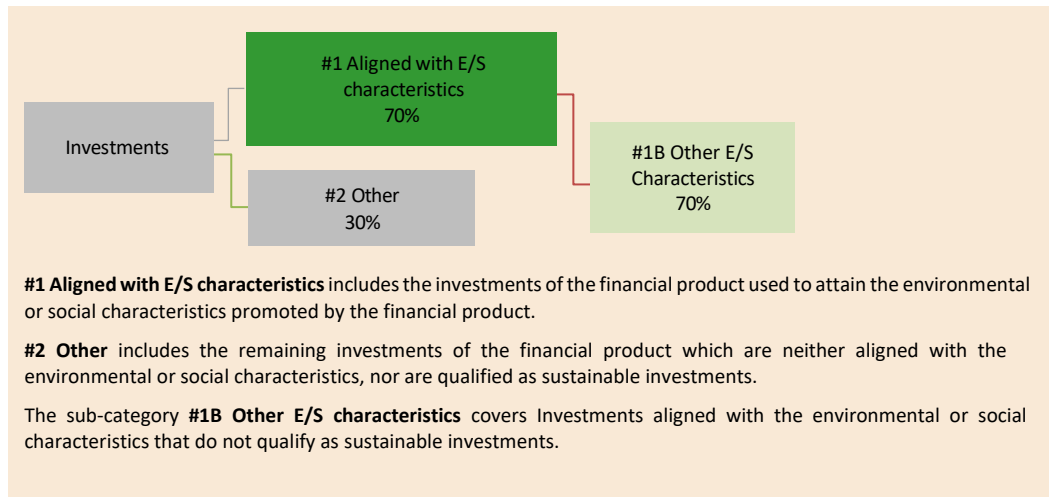 #1 Aligned with E/S
characteristics
70%
Investments
#1B Other E/S
Characteristics
70%
#2 Other
30%
#1 Aligned with E/S characteristics includes the investments of the financial product used to attain the environmental
or social characteristics promoted by the financial product.
#2 Other includes the remaining investments of the financial product which are neither aligned with the
environmental or social characteristics, nor are qualified as sustainable investments.
The sub-category #1B Other E/S characteristics covers Investments aligned with the environmental or social
characteristics that do not qualify as sustainable investments.